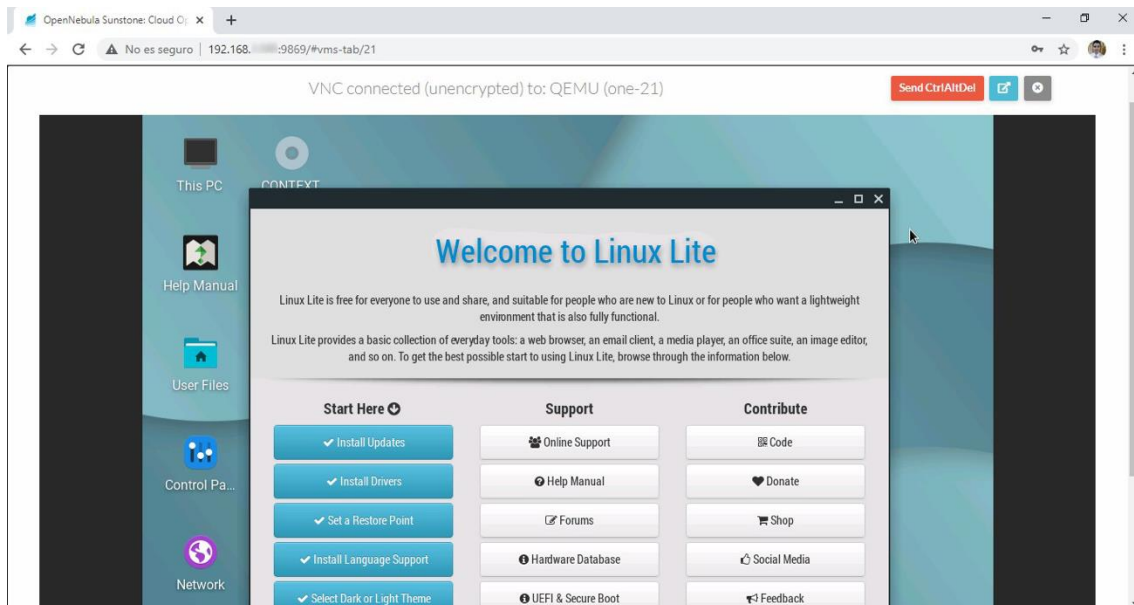 OpenNebula Sunstone: Cloud O
No es seguro | 192.168. :9869/#vms-tab/21
VNC connected (unencrypted) to: QEMU (one-21)
Send CtrlAltDel
This PC
CONTEXT
Help Manual
User Files
Control Pa...
Network
Welcome to Linux Lite
Linux Lite is free for everyone to use and share, and suitable for people who are new to Linux or for people who want a lightweight
environment that is also fully functional.
Linux Lite provides a basic collection of everyday tools: a web browser, an email client, a media player, an office suite, an image editor,
and so on. To get the best possible start to using Linux Lite, browse through the information below.
Start Here
Install Updates
Install Drivers
Set a Restore Point
Install Language Support
Select Dark or Light Theme
Support
Online Support
Help Manual
Forums
Hardware Database
UEFI & Secure Boot
Contribute
Code
Donate
Shop
Social Media
Feedback